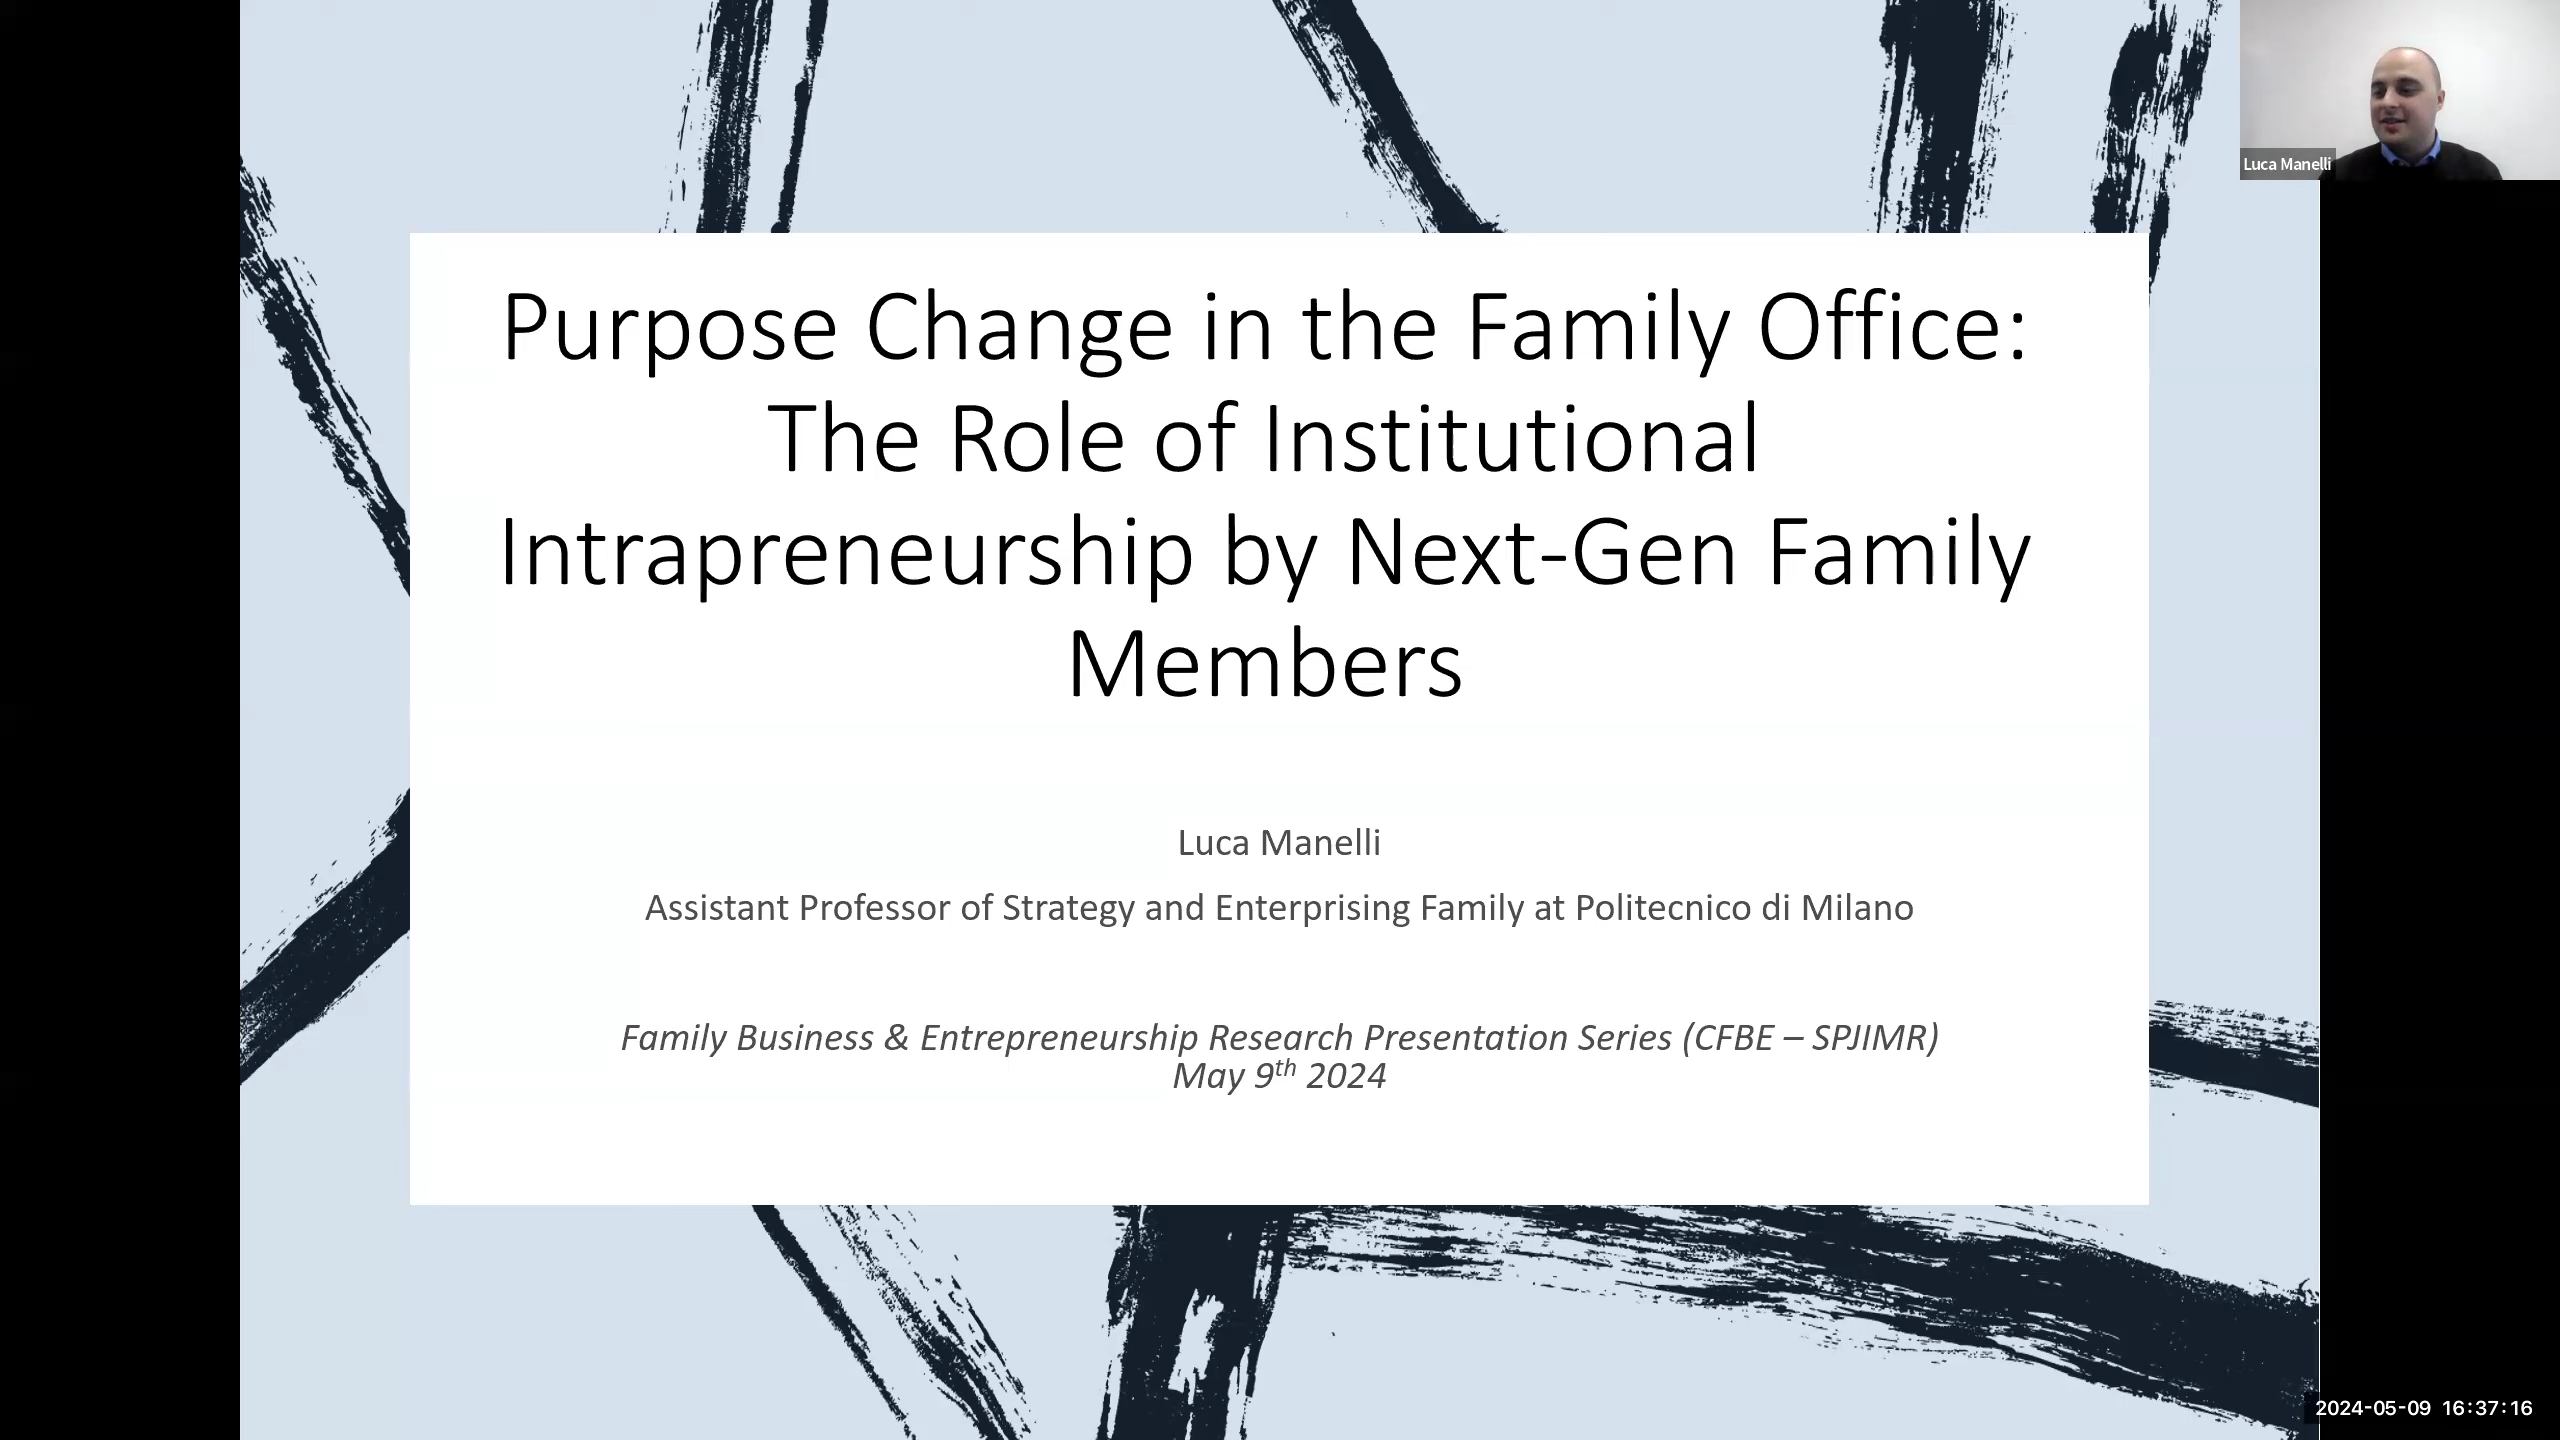 Luca Manelli
Purpose Change in the Family Office:
The Role of Institutional
Intrapreneurship by Next-Gen Family
Members
Luca Manelli
Assistant Professor of Strategy and Enterprising Family at Politecnico di Milano
Family Business & Entrepreneurship Research Presentation Series (CFBE – SPJIMR)
May 9th 2024
2024-05-09 16:37:16